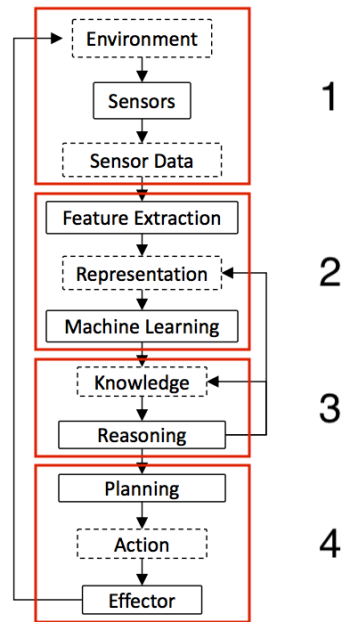 Environment
Sensors
1
Sensor Data
Feature Extraction
Representation
2
Machine Learning
Knowledge
3
Reasoning
Planning
Action
4
Effector